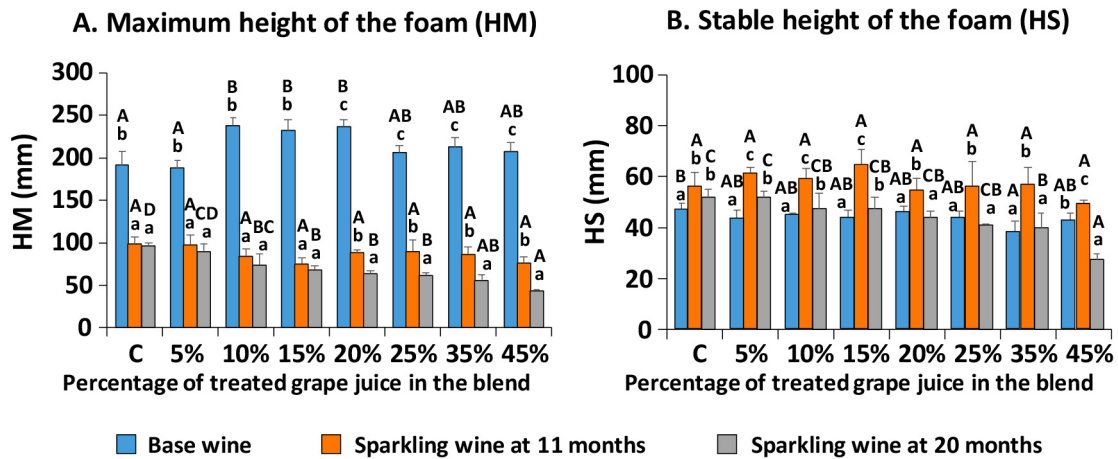 A. Maximum height of the foam (HM)
HM (mm)
300
250
200
150
100
50
0
A b
A a
D a
A b
A a
CD a
B b
A a
BC a
B b
A a
B a
B c
A b
B a
AB c
A b
B a
AB c
A b
AB a
AB c
A b
A a
C 5% 10% 15% 20% 25% 35% 45%
Percentage of treated grape juice in the blend
B. Stable height of the foam (HS)
HS (mm)
100
80
60
40
20
0
B a
A b
C b
AB a
A c
C b
AB a
A c
CB b
AB a
A c
CB b
AB a
A b
CB a
AB a
A b
CB a
A a
A b
B a
AB b
A c
A a
C 5% 10% 15% 20% 25% 35% 45%
Percentage of treated grape juice in the blend
Base wine
Sparkling wine at 11 months
Sparkling wine at 20 months